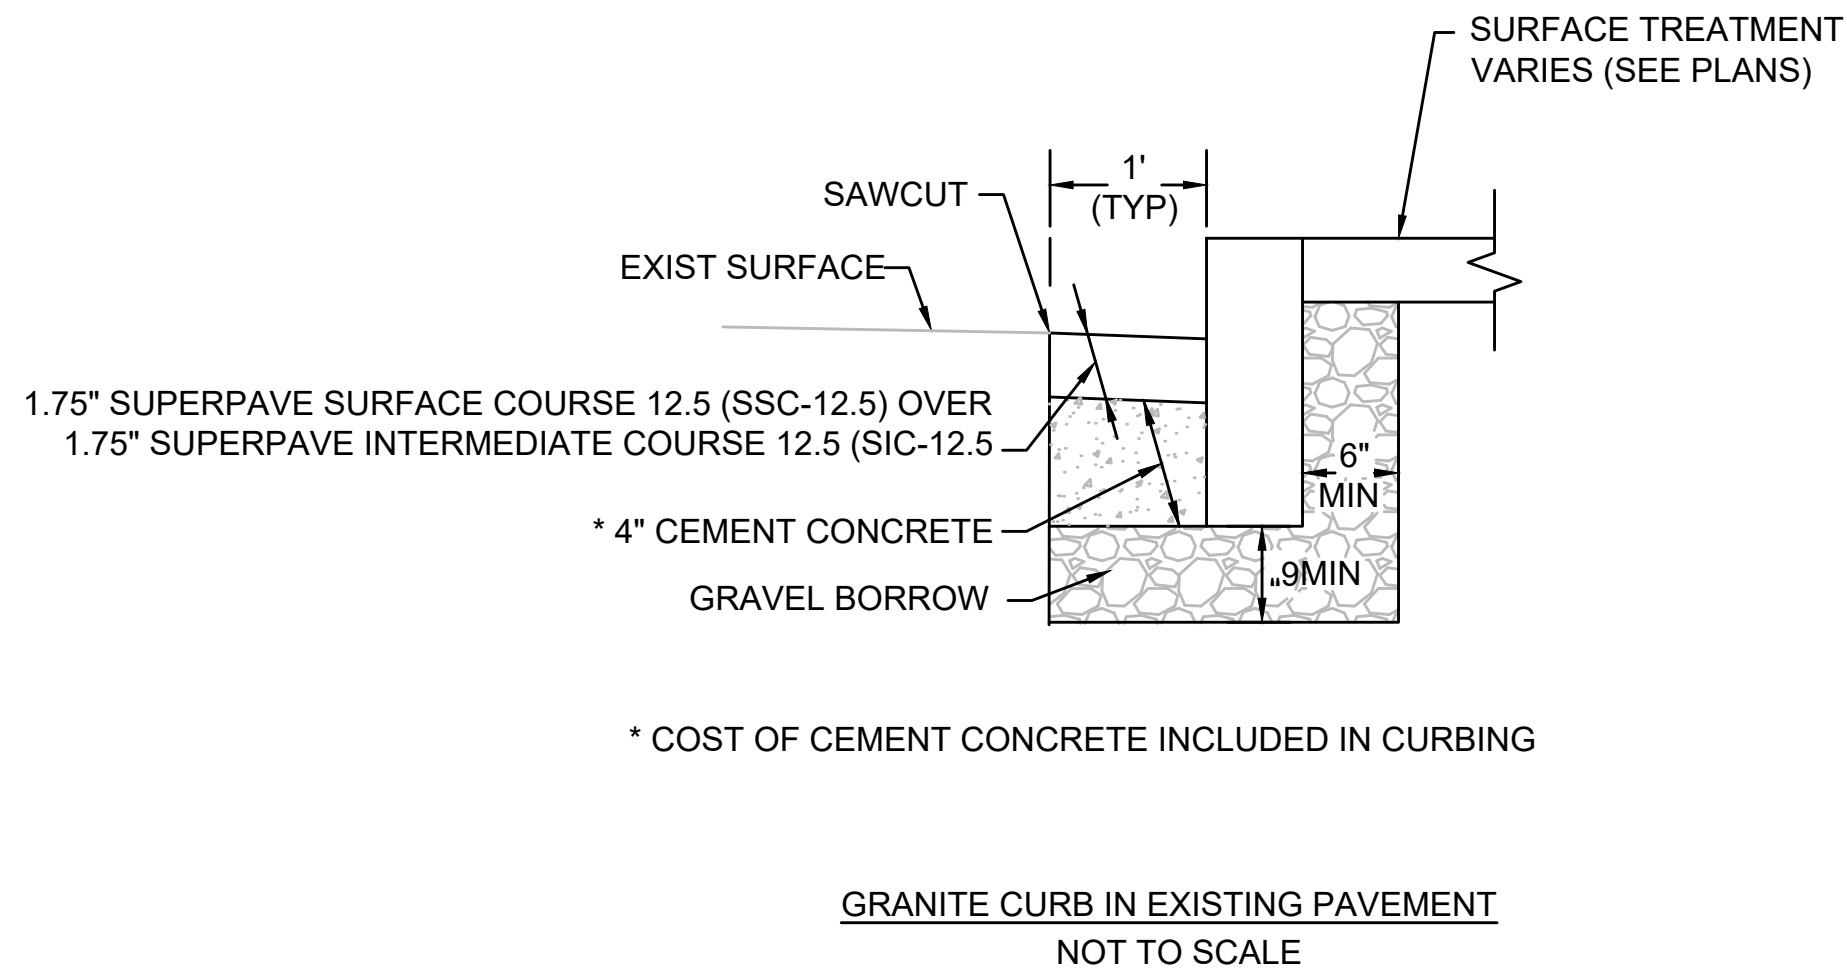 SURFACE TREATMENT
VARIES (SEE PLANS)
1'
(TYP)
SAWCUT
EXIST SURFACE
1.75" SUPERPAVE SURFACE COURSE 12.5 (SSC-12.5) OVER
1.75" SUPERPAVE INTERMEDIATE COURSE 12.5 (SIC-12.5
6"
MIN
* 4" CEMENT CONCRETE
"9MIN
GRAVEL BORROW
* COST OF CEMENT CONCRETE INCLUDED IN CURBING
GRANITE CURB IN EXISTING PAVEMENT
NOT TO SCALE